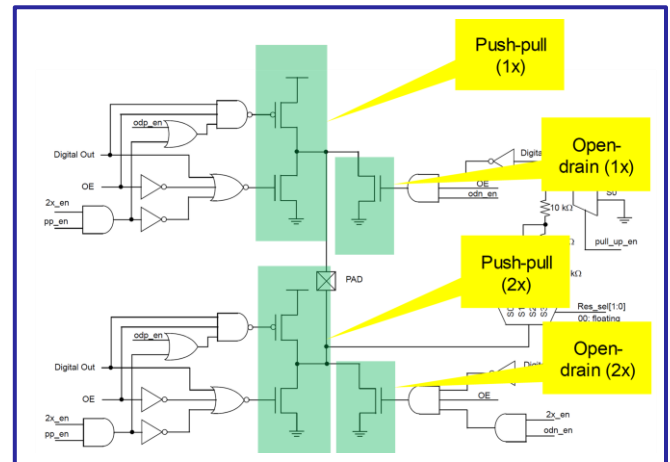 Push-pull
(1x)
odp_en
Digital Out
OE
2x_en
pp_en
Open-
drain (1x)
OE
odn_en
S0
10 kΩ
pull_up_en
PAD
Push-pull
(2x)
Res_sel[1:0]
00: floating
odp_en
Digital Out
OE
2x_en
pp_en
Open-
drain (2x)
OE
2x_en
odn_en